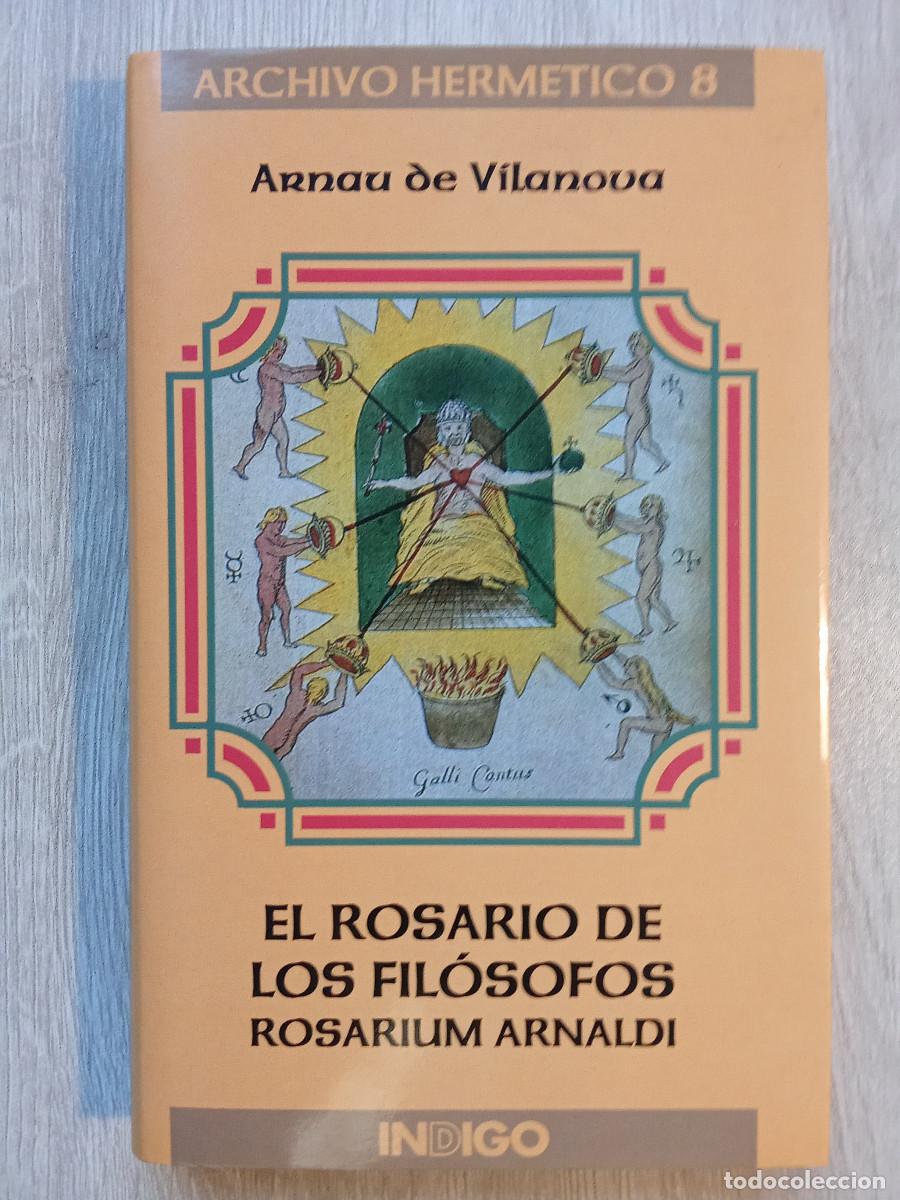 ARCHIVO HERMETICO 8
Arnau de Vilanova
Galli Cantus
EL ROSARIO DE
LOS FILÓSOFOS
ROSARIUM ARNALDI
INDIGO
todocoleccion